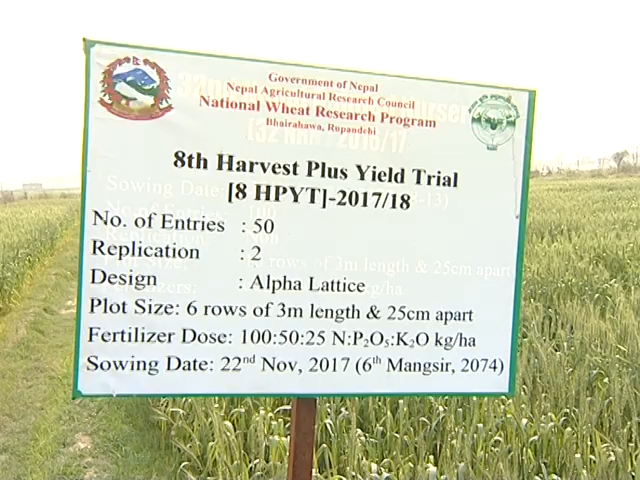 Government of Nepal
Nepal Agricultural Research Council
National Wheat Research Program
Bhairahawa, Rupandehi
8th Harvest Plus Yield Trial
[8 HPYT]-2017/18
No. of Entries : 50
Replication : 2
Design : Alpha Lattice
Plot Size: 6 rows of 3m length & 25cm apart
Fertilizer Dose: 100:50:25 N:P₂O₅:K₂O kg/ha
Sowing Date: 22ⁿᵈ Nov, 2017 (6ᵗʰ Mangsir, 2074)